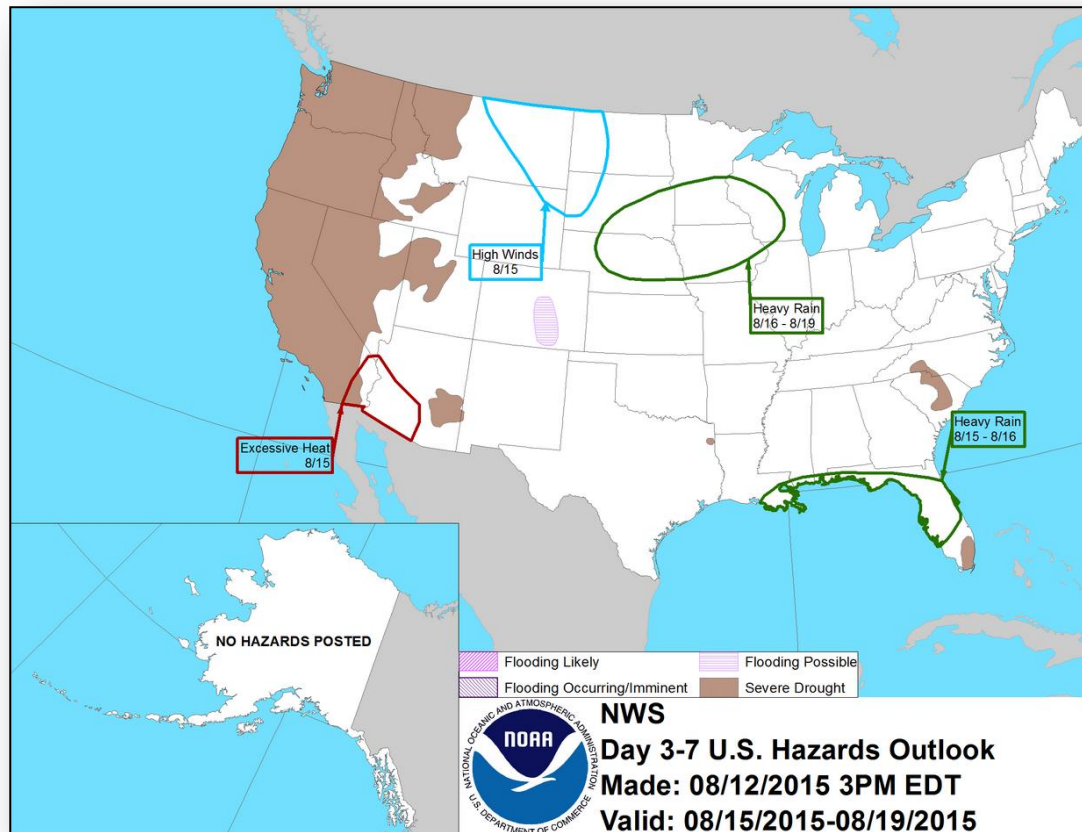 High Winds
8/15
Heavy Rain
8/16 - 8/19
Excessive Heat
8/15
Heavy Rain
8/15 - 8/16
NO HAZARDS POSTED
Flooding Likely
Flooding Possible
Flooding Occurring/Imminent
Severe Drought
NATIONAL OCEANIC AND ATMOSPHERIC ADMINISTRATION
NOAA
U.S. DEPARTMENT OF COMMERCE
NWS
Day 3-7 U.S. Hazards Outlook
Made: 08/12/2015 3PM EDT
Valid: 08/15/2015-08/19/2015